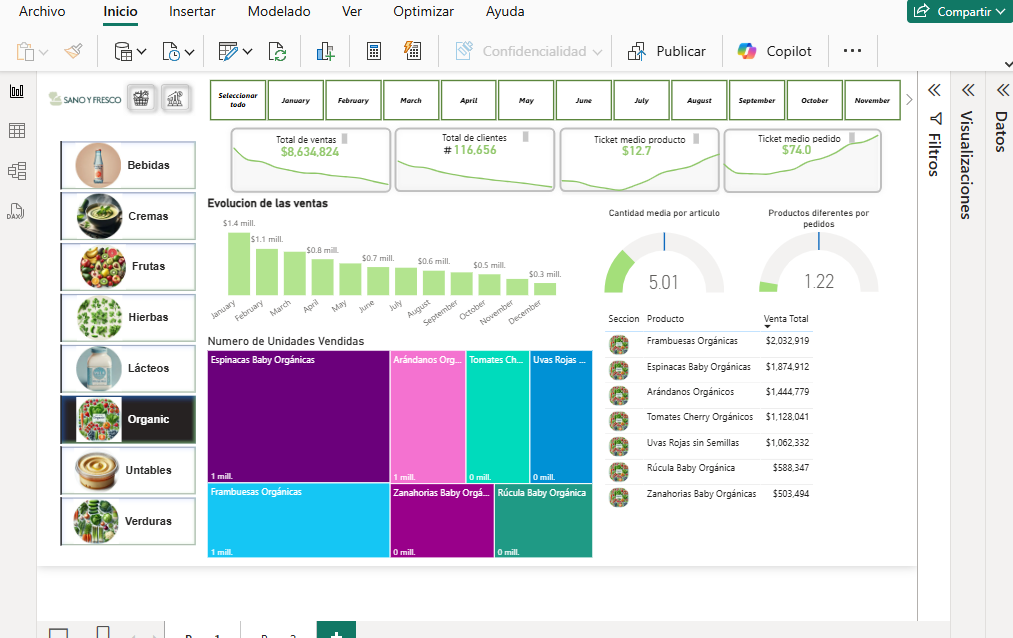 Archivo Inicio Insertar Modelado Ver Optimizar Ayuda
Compartir
Confidencialidad Publicar Copilot
SANO Y FRESCO
Seleccionar todo January February March April May June July August September October November
Total de ventas
$8,634,824
Total de clientes
# 116,656
Ticket medio producto
$12.7
Ticket medio pedido
$74.0
Bebidas
Cremas
Frutas
Hierbas
Lácteos
Organic
Untables
Verduras
Evolucion de las ventas
$1.4 mill.
$1.1 mill.
$0.8 mill.
$0.7 mill.
$0.6 mill.
$0.5 mill.
$0.3 mill.
January February March April May June July August September October November December
Cantidad media por articulo
5.01
Productos diferentes por
pedidos
1.22
Numero de Unidades Vendidas
Espinacas Baby Orgánicas
1 mill.
Arándanos Org...
1 mill.
Tomates Ch...
0 mill.
Uvas Rojas ...
0 mill.
Frambuesas Orgánicas
1 mill.
Zanahorias Baby Orgá...
0 mill.
Rúcula Baby Orgánica
0 mill.
Seccion Producto Venta Total
Frambuesas Orgánicas $2,032,919
Espinacas Baby Orgánicas $1,874,912
Arándanos Orgánicos $1,444,779
Tomates Cherry Orgánicos $1,128,041
Uvas Rojas sin Semillas $1,062,332
Rúcula Baby Orgánica $588,347
Zanahorias Baby Orgánicas $503,494
Filtros
Visualizaciones
Datos